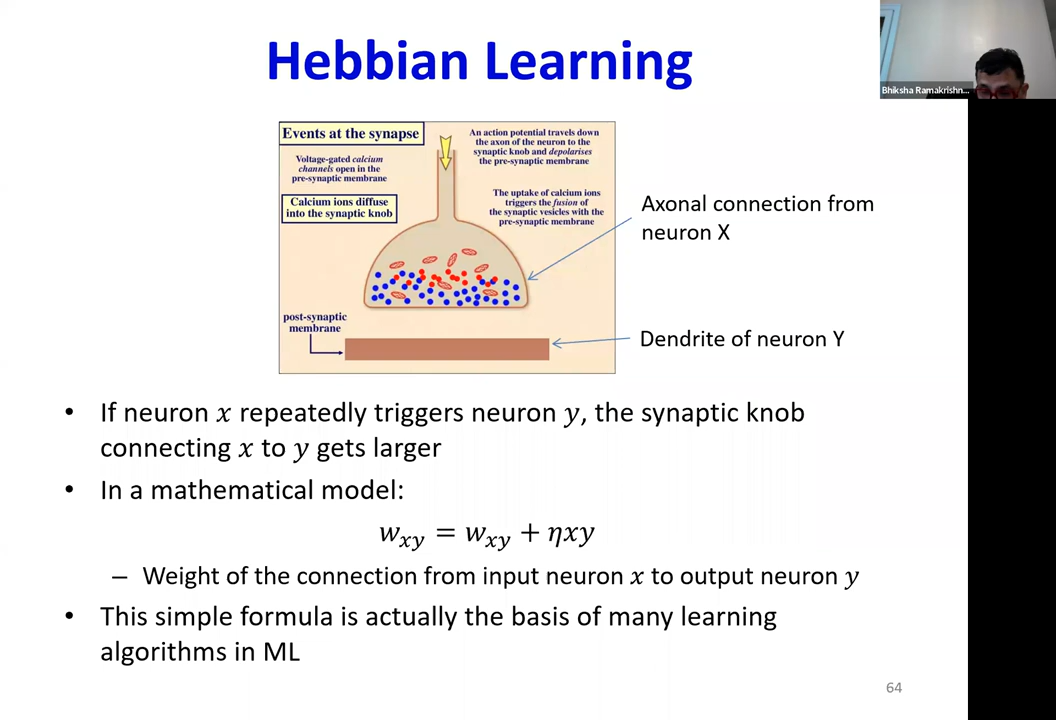 Hebbian Learning
Bhiksha Ramakrishn...
Events at the synapse
An action potential travels down
the axon of the neuron to the
synaptic knob and depolarises
the pre-synaptic membrane
Voltage-gated calcium
channels open in the
pre-synaptic membrane
Calcium ions diffuse
into the synaptic knob
The uptake of calcium ions
triggers the fusion of
the synaptic vesicles with the
pre-synaptic membrane
Axonal connection from
neuron X
post-synaptic
membrane
Dendrite of neuron Y
• If neuron x repeatedly triggers neuron y, the synaptic knob
connecting x to y gets larger
• In a mathematical model:
w_{xy} = w_{xy} + ηxy
– Weight of the connection from input neuron x to output neuron y
• This simple formula is actually the basis of many learning
algorithms in ML
64